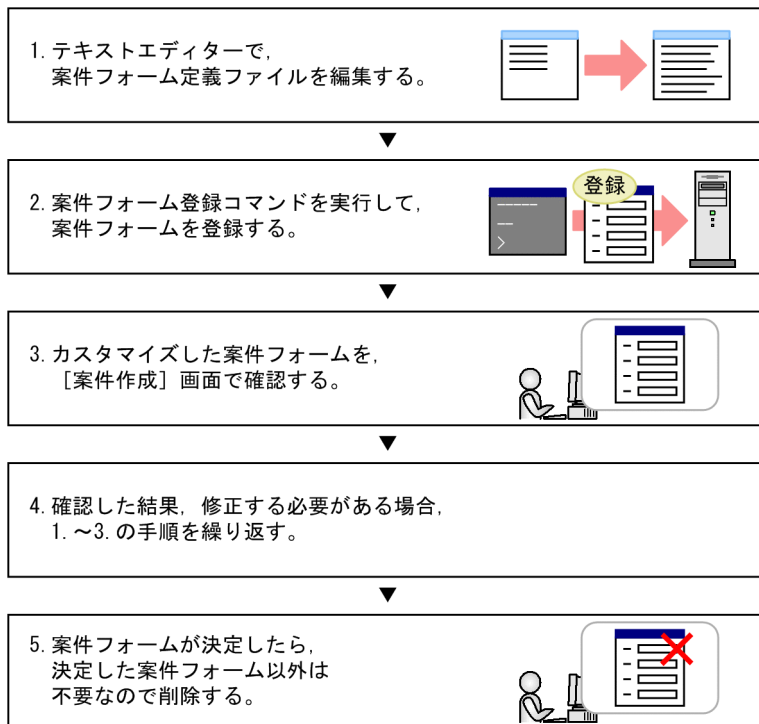 1. テキストエディターで,
案件フォーム定義ファイルを編集する。
▼
2. 案件フォーム登録コマンドを実行して,
案件フォームを登録する。
登録
▼
3. カスタマイズした案件フォームを,
［案件作成］画面で確認する。
▼
4. 確認した結果, 修正する必要がある場合,
1.～3. の手順を繰り返す。
▼
5. 案件フォームが決定したら,
決定した案件フォーム以外は
不要なので削除する。